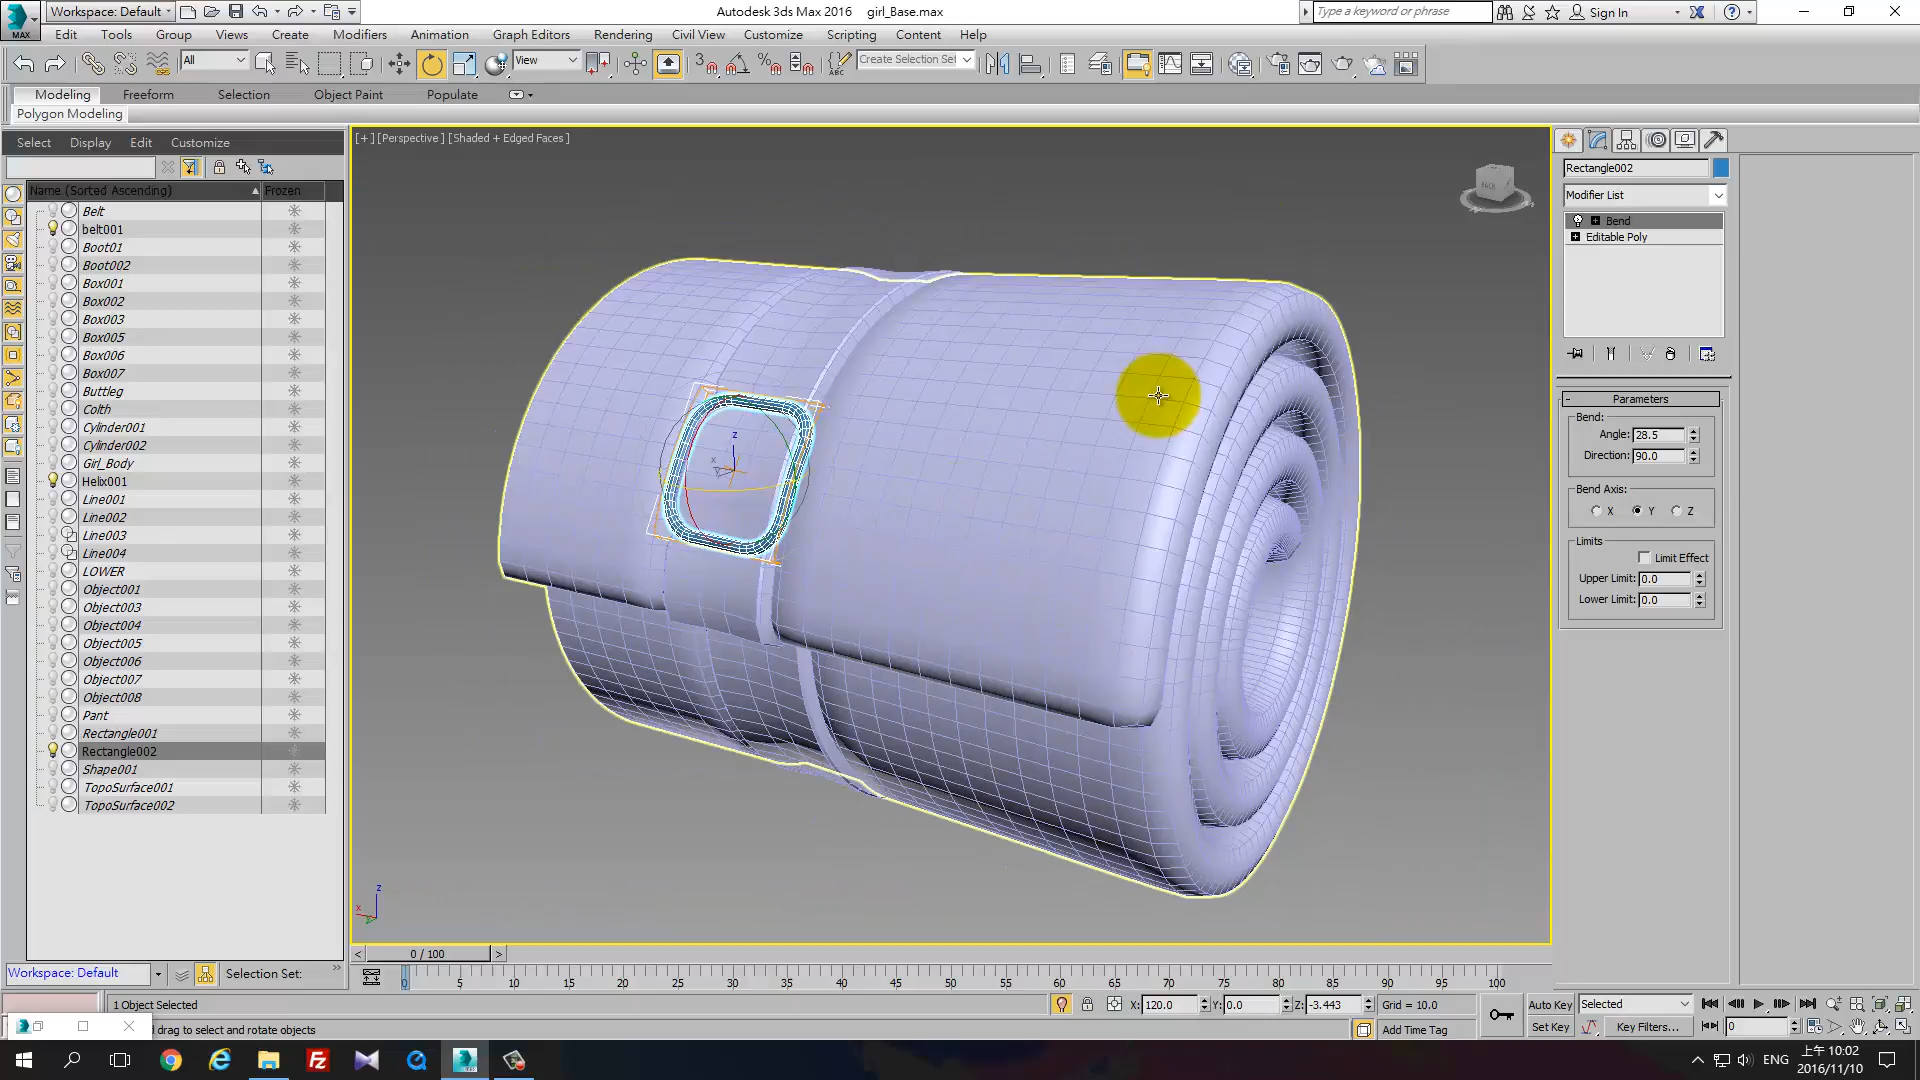 MAX
Workspace: Default
Autodesk 3ds Max 2016 girl_Base.max
Type a keyword or phrase
Sign In
Edit Tools Group Views Create Modifiers Animation Graph Editors Rendering Civil View Customize Scripting Content Help
All
View
Create Selection Set
Modeling Freeform Selection Object Paint Populate
Polygon Modeling
Select Display Edit Customize
Name (Sorted Ascending) Frozen
Belt
belt001
Boot01
Boot002
Box001
Box002
Box003
Box005
Box006
Box007
Buttleg
Colth
Cylinder001
Cylinder002
Girl_Body
Helix001
Line001
Line002
Line003
Line004
LOWER
Object001
Object003
Object004
Object005
Object006
Object007
Object008
Pant
Rectangle001
Rectangle002
Shape001
TopoSurface001
TopoSurface002
[+] [Perspective] [Shaded + Edged Faces]
z
x
z
x
Rectangle002
Modifier List
Bend
Editable Poly
Parameters
Bend:
Angle: 28.5
Direction: 90.0
Bend Axis:
X Y Z
Limits
Limit Effect
Upper Limit: 0.0
Lower Limit: 0.0
0 / 100
Workspace: Default
Selection Set:
0 5 10 15 20 25 30 35 40 45 50 55 60 65 70 75 80 85 90 95 100
1 Object Selected
X: 120.0 Y: 0.0 Z: -3.443 Grid = 10.0
Auto Key Selected
drag to select and rotate objects
Add Time Tag
Set Key Key Filters...
0
ENG
上午 10:02
2016/11/10